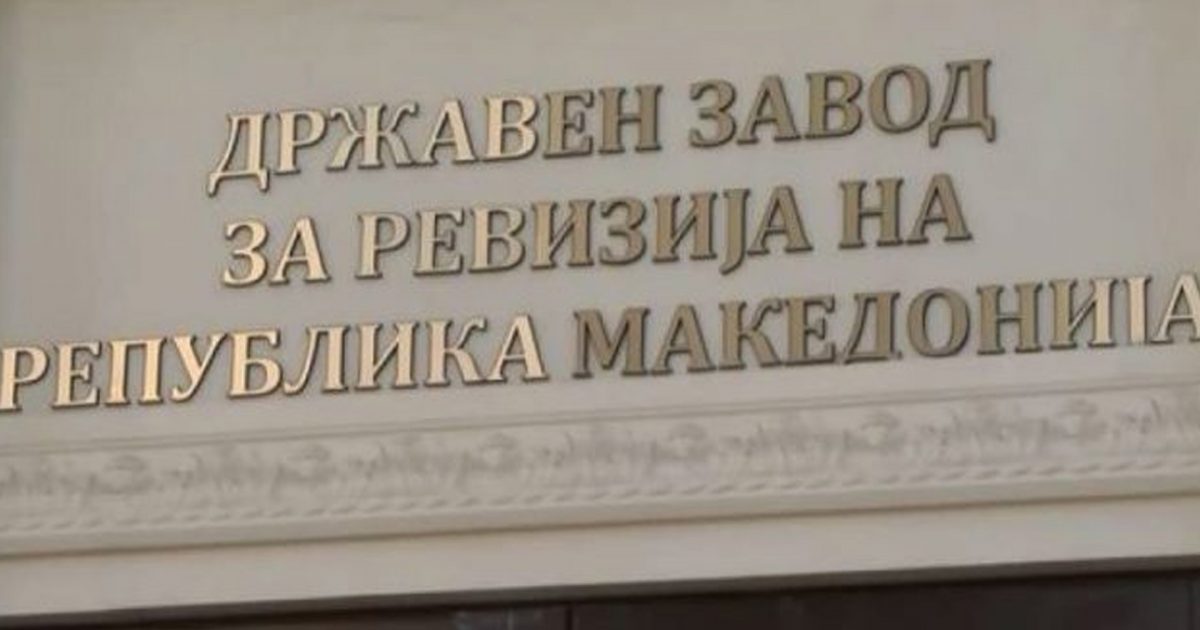 ДРЖАВЕН ЗАВОД
ЗА РЕВИЗИЈА НА
РЕПУБЛИКА МАКЕДОНИЈА